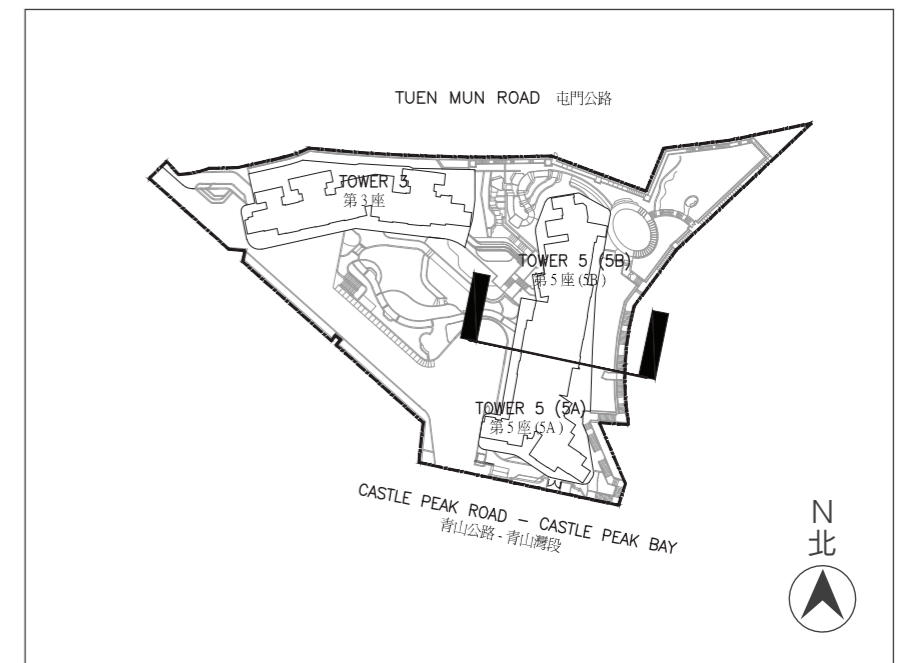 TUEN MUN ROAD 屯門公路
TOWER 3
第3座
TOWER 5 (5B)
第5座(5B)
TOWER 5 (5A)
第5座(5A)
CASTLE PEAK ROAD - CASTLE PEAK BAY
青山公路 - 青山灣段
N
北